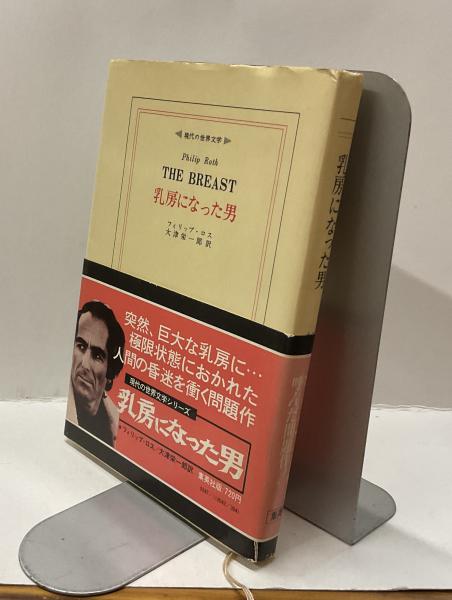 ◀現代の世界文学▶
Philip Roth
THE BREAST
乳房になった男
フィリップ・ロス
大津栄一郎 訳
突然、巨大な乳房に…
極限状態におかれた
人間の昏迷を衝く問題作
現代の世界文学シリーズ
乳房になった男
フィリップ・ロス/大津栄一郎訳
集英社版・720円
乳房になった男